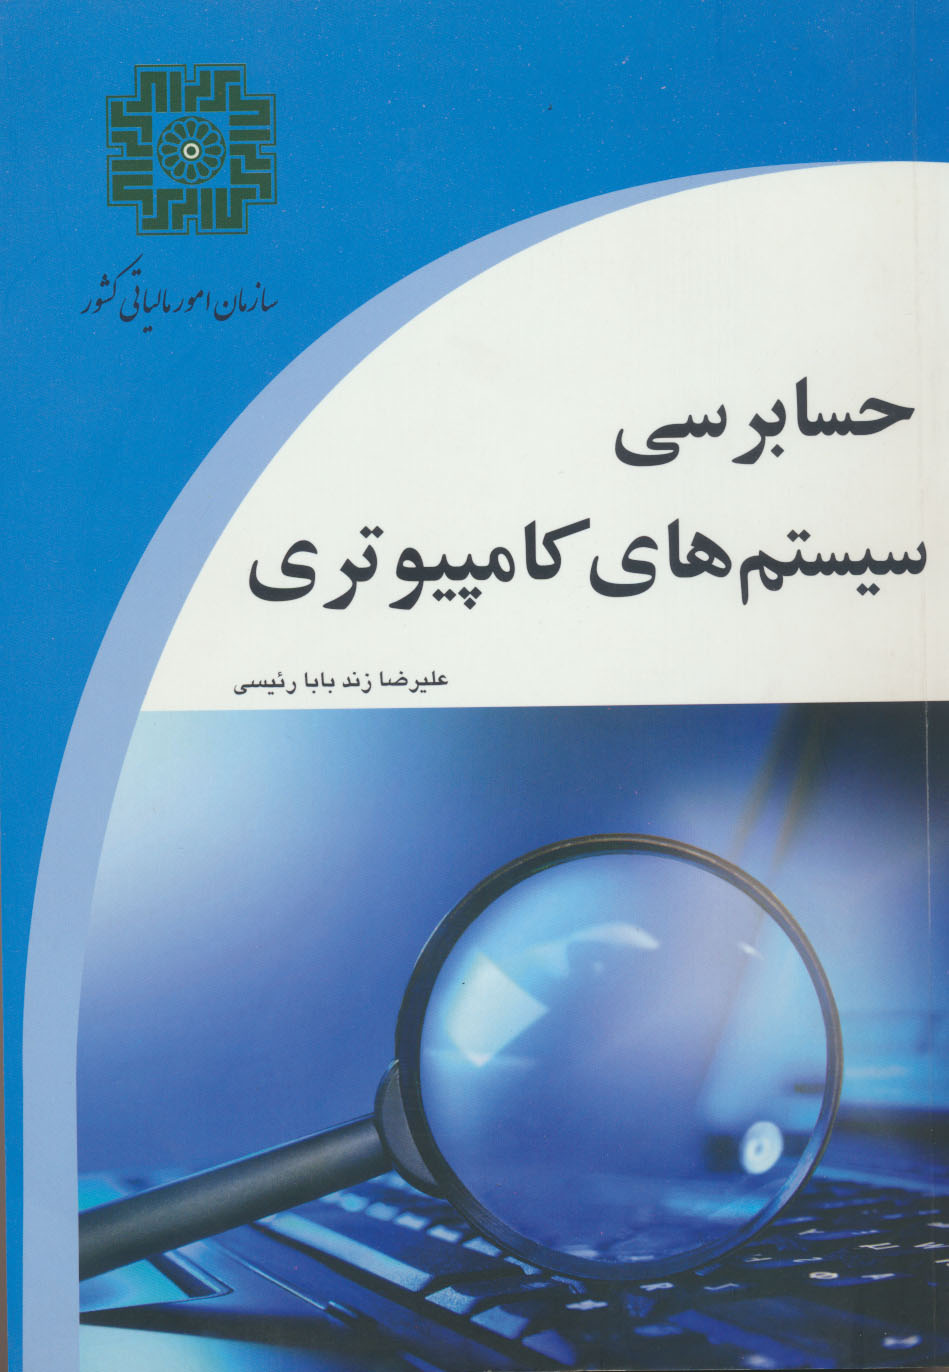 سازمان امور مالیاتی کشور
حسابرسی
سیستم‌های کامپیوتری
علیرضا زند بابا رئیسی